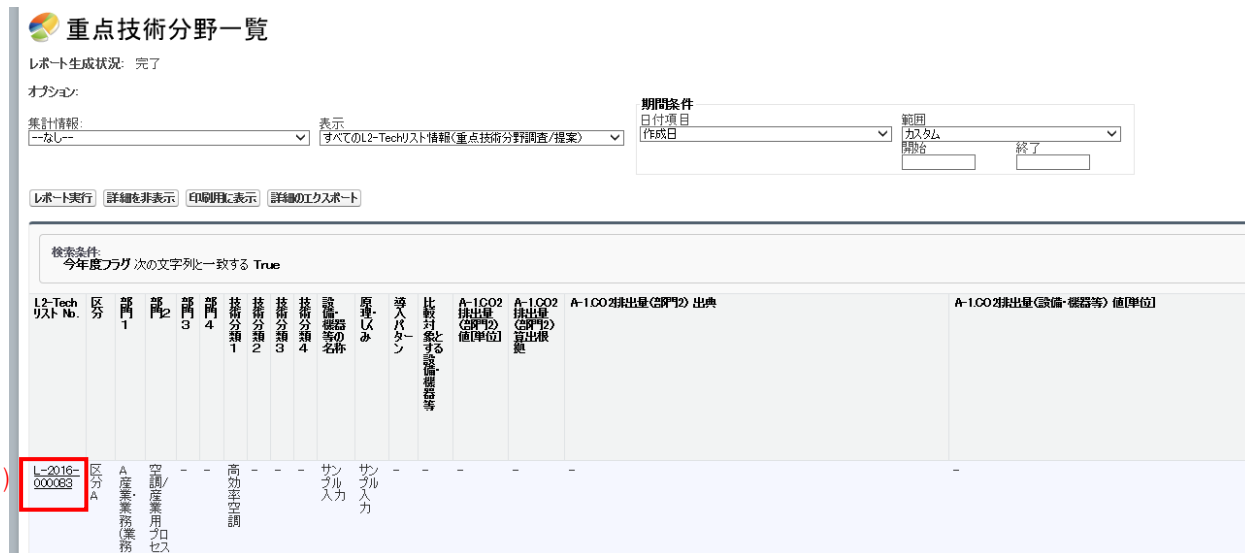 重点技術分野一覧
レポート生成状況: 完了
オプション:
集計情報:
--なし--
表示
すべてのL2-Techリスト情報(重点技術分野調査/提案)
期間条件
日付項目
作成日
範囲
カスタム
開始
終了
レポート実行
詳細を非表示
印刷用に表示
詳細のエクスポート
検索条件:
今年度フラグ 次の文字列と一致する True
L2-Tech
リスト No.
区分
部門1
部門2
部門3
部門4
技術分類1
技術分類2
技術分類3
技術分類4
設備・機器等の名称
原理・しくみ
導入パターン
比較対象とする設備・機器等
A-1.CO2
排出量
(部門2)
値[単位]
A-1.CO2
排出量
(部門2)
算出根
拠
A-1.CO2排出量(部門2) 出典
A-1.CO2排出量(設備・機器等) 値[単位]
)
L-2016-
000083
区分A
A産業・業務(業務
空調/産業用プロセス
-
-
高効率空調
-
-
-
サンプル入力
サンプル入力
-
-
-
-
-
-